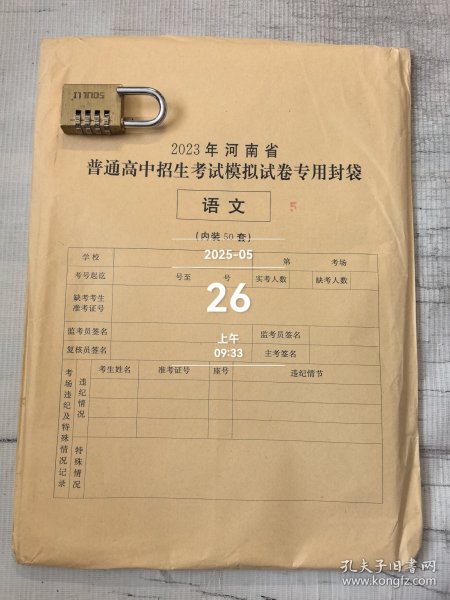 SOULI
2023年河南省
普通高中招生考试模拟试卷专用封袋
语文
5
(内装50套)
2025-05
26
上午
09:33
学校 第 考场
考号起讫 号至 号 实考人数 缺考人数
缺考考生
准考证号
监考员签名 监考员签名
复核员签名 主考签名
考场违纪及特殊情况记录
违纪情况
考生姓名 准考证号 座号 违纪情节
特殊情况
孔夫子旧书网
www.kongfz.com